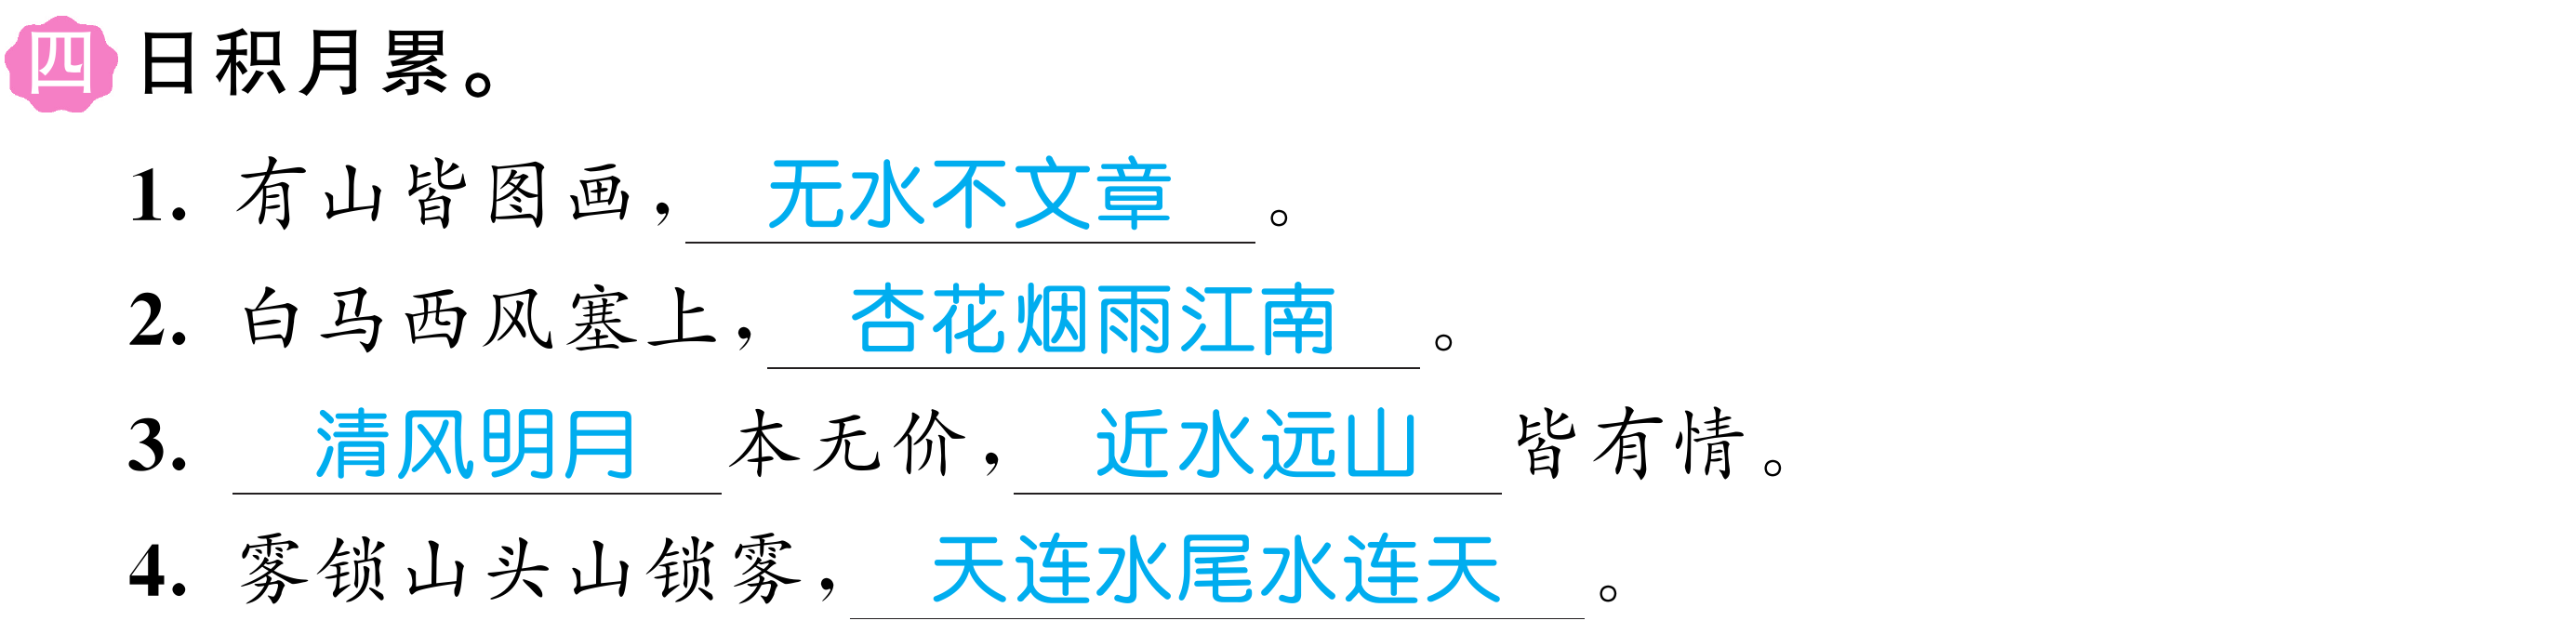 四 日积月累。
1. 有山皆图画，无水不文章。
2. 白马西风塞上，杏花烟雨江南。
3. 清风明月本无价，近水远山皆有情。
4. 雾锁山头山锁雾，天连水尾水连天。